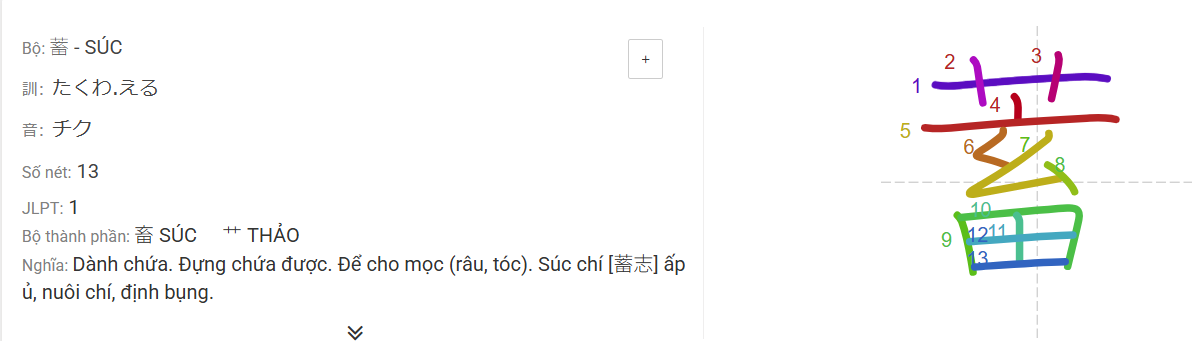 Bộ: 蓄 - SÚC
+
訓: たくわ.える
音: チク
Số nét: 13
JLPT: 1
Bộ thành phần: 畜 SÚC 艹 THẢO
Nghĩa: Dành chứa. Đựng chứa được. Để cho mọc (râu, tóc). Súc chí [蓄志] ấp
ủ, nuôi chí, định bụng.
蓄
1 2 3
4
5
6 7
8
9 10 11
12
13